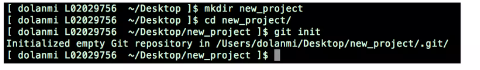 [ dolanmi L02029756 ~/Desktop ]$ mkdir new_project
[ dolanmi L02029756 ~/Desktop ]$ cd new_project/
[ dolanmi L02029756 ~/Desktop/new_project ]$ git init
Initialized empty Git repository in /Users/dolanmi/Desktop/new_project/.git/
[ dolanmi L02029756 ~/Desktop/new_project ]$